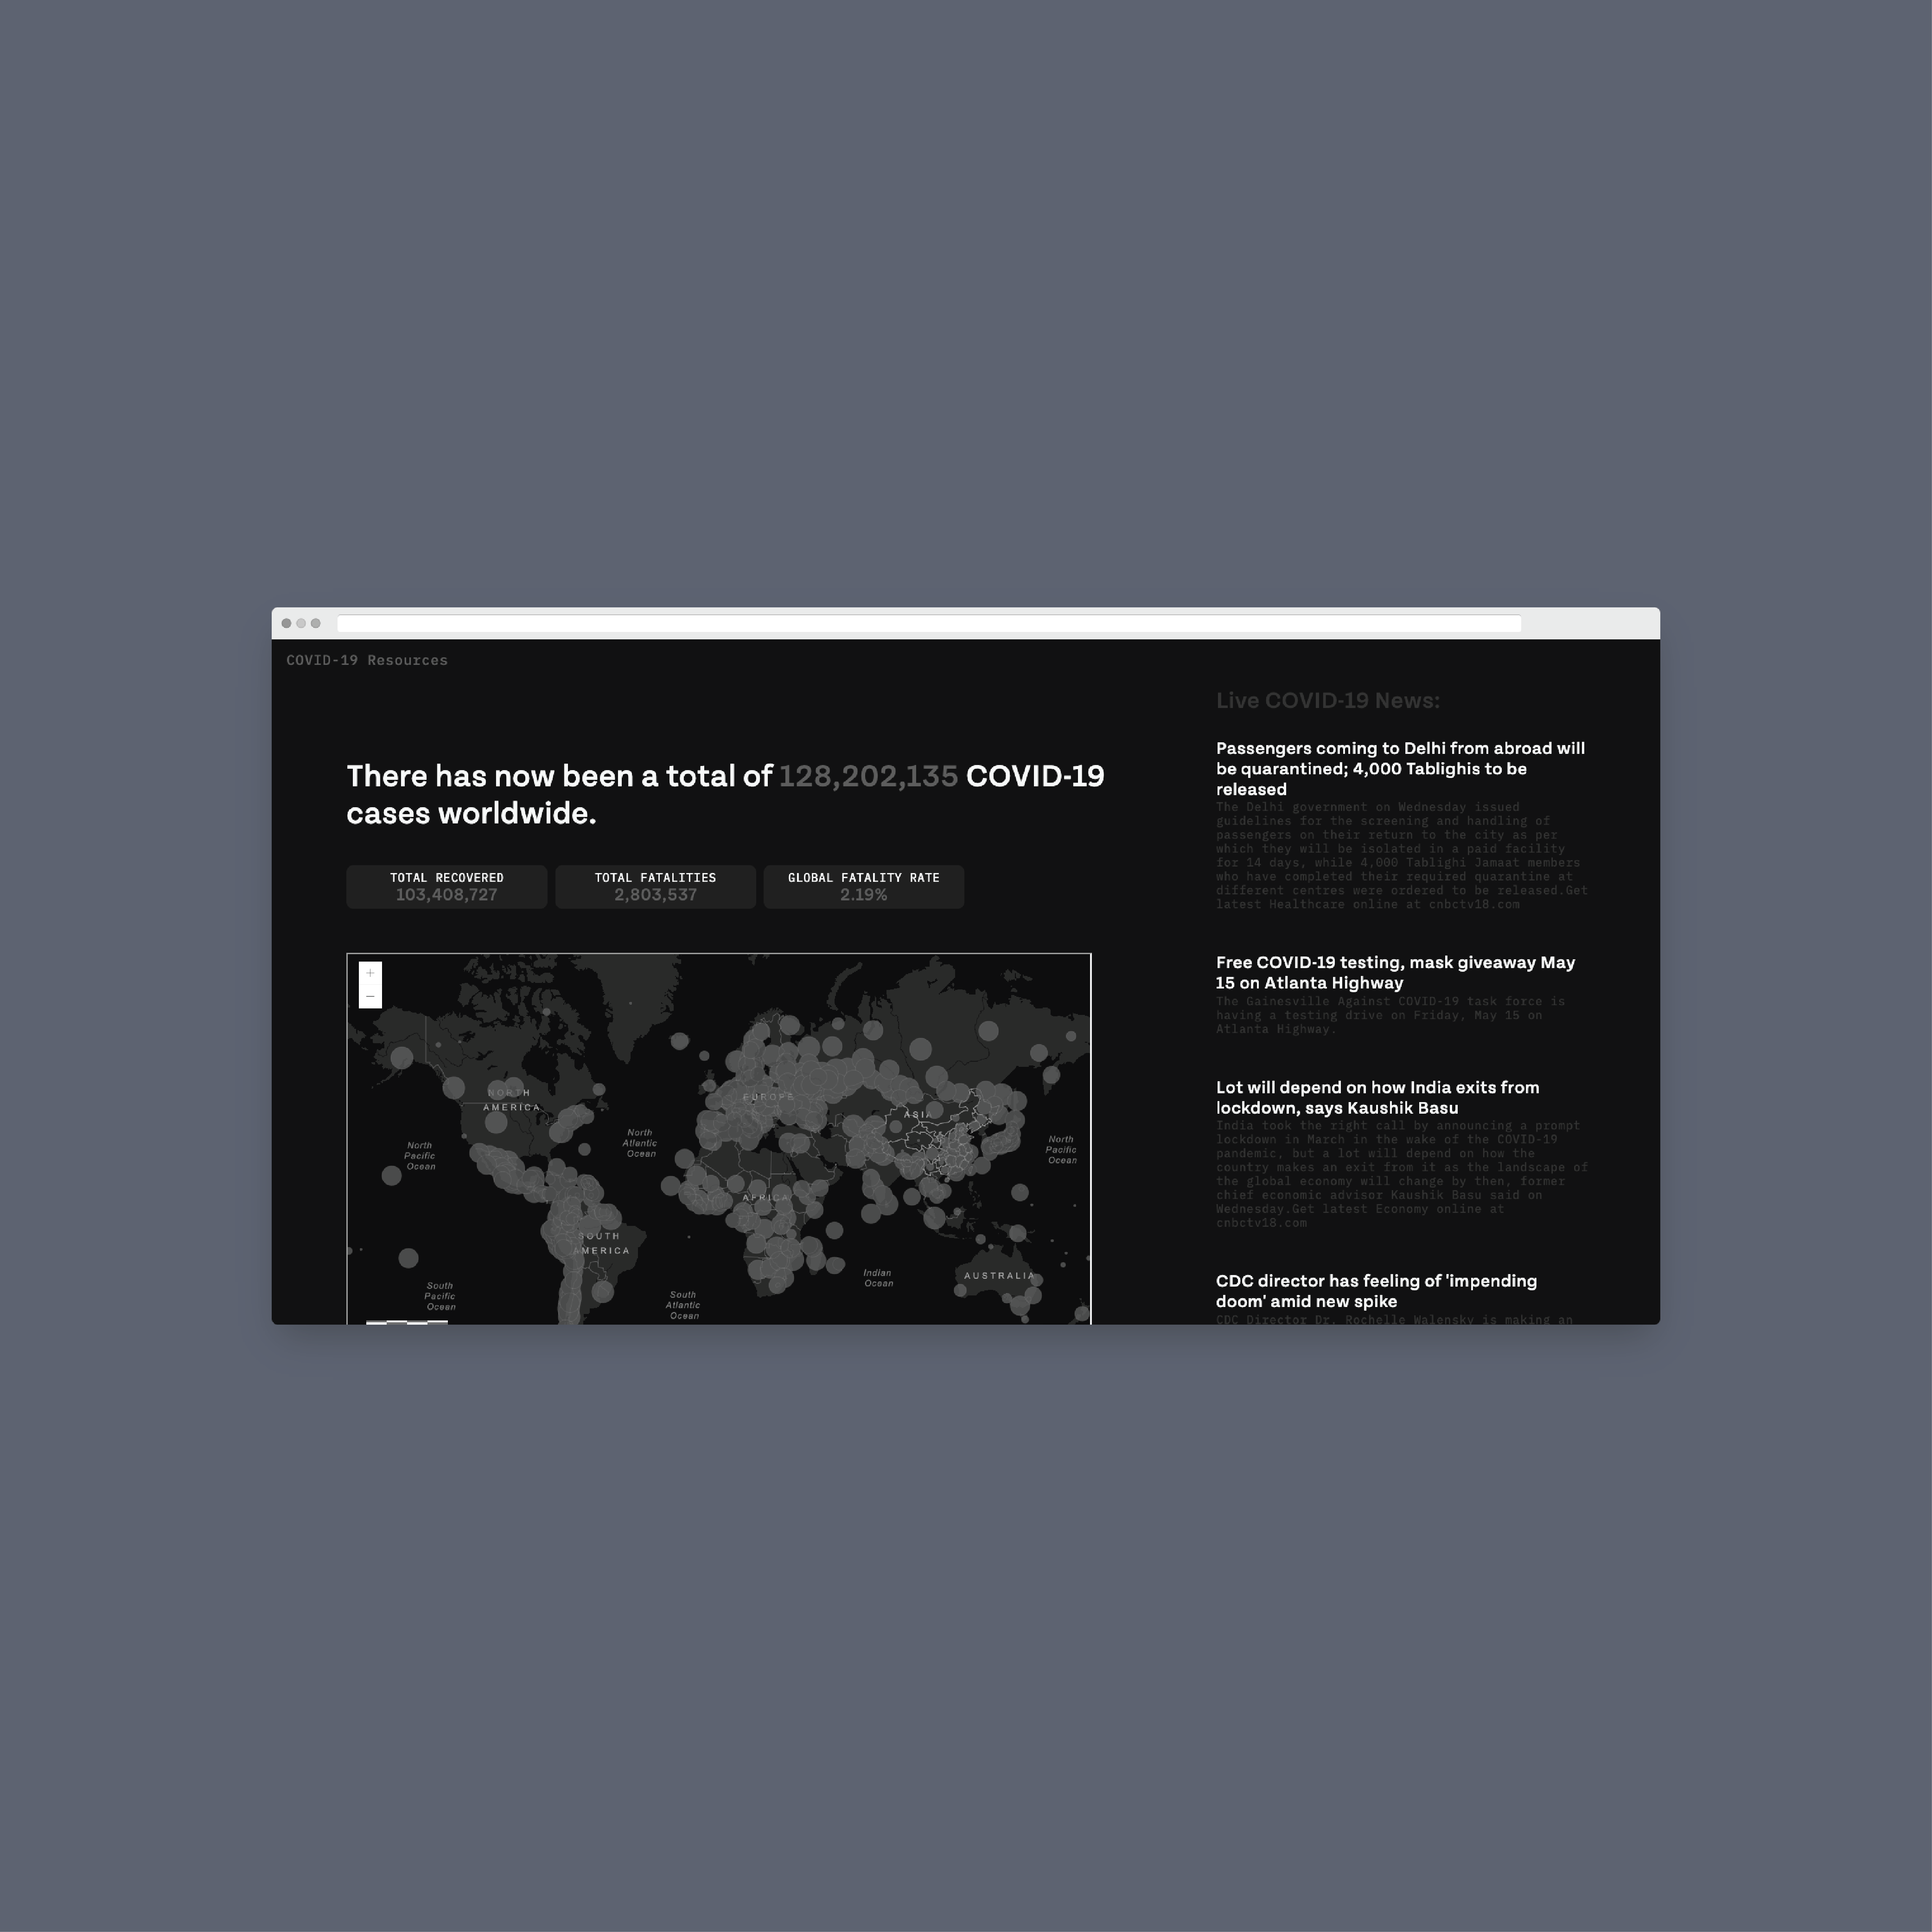 COVID-19 Resources
There has now been a total of 128,202,135 COVID-19
cases worldwide.
TOTAL RECOVERED
103,408,727
TOTAL FATALITIES
2,803,537
GLOBAL FATALITY RATE
2.19%
+
−
NORTH
AMERICA
EUROPE
ASIA
North
Pacific
Ocean
North
Atlantic
Ocean
North
Pacific
Ocean
AFRICA
SOUTH
AMERICA
AUSTRALIA
South
Pacific
Ocean
South
Atlantic
Ocean
Indian
Ocean
Live COVID-19 News:
Passengers coming to Delhi from abroad will
be quarantined; 4,000 Tablighis to be
released
The Delhi government on Wednesday issued
guidelines for the screening and handling of
passengers on their return to the city as per
which they will be isolated in a paid facility
for 14 days, while 4,000 Tablighi Jamaat members
who have completed their required quarantine at
different centres were ordered to be released.Get
latest Healthcare online at cnbctv18.com
Free COVID-19 testing, mask giveaway May
15 on Atlanta Highway
The Gainesville Against COVID-19 task force is
having a testing drive on Friday, May 15 on
Atlanta Highway.
Lot will depend on how India exits from
lockdown, says Kaushik Basu
India took the right call by announcing a prompt
lockdown in March in the wake of the COVID-19
pandemic, but a lot will depend on how the
country makes an exit from it as the landscape of
the global economy will change by then, former
chief economic advisor Kaushik Basu said on
Wednesday.Get latest Economy online at
cnbctv18.com
CDC director has feeling of 'impending
doom' amid new spike
CDC Director Dr. Rochelle Walensky is making an